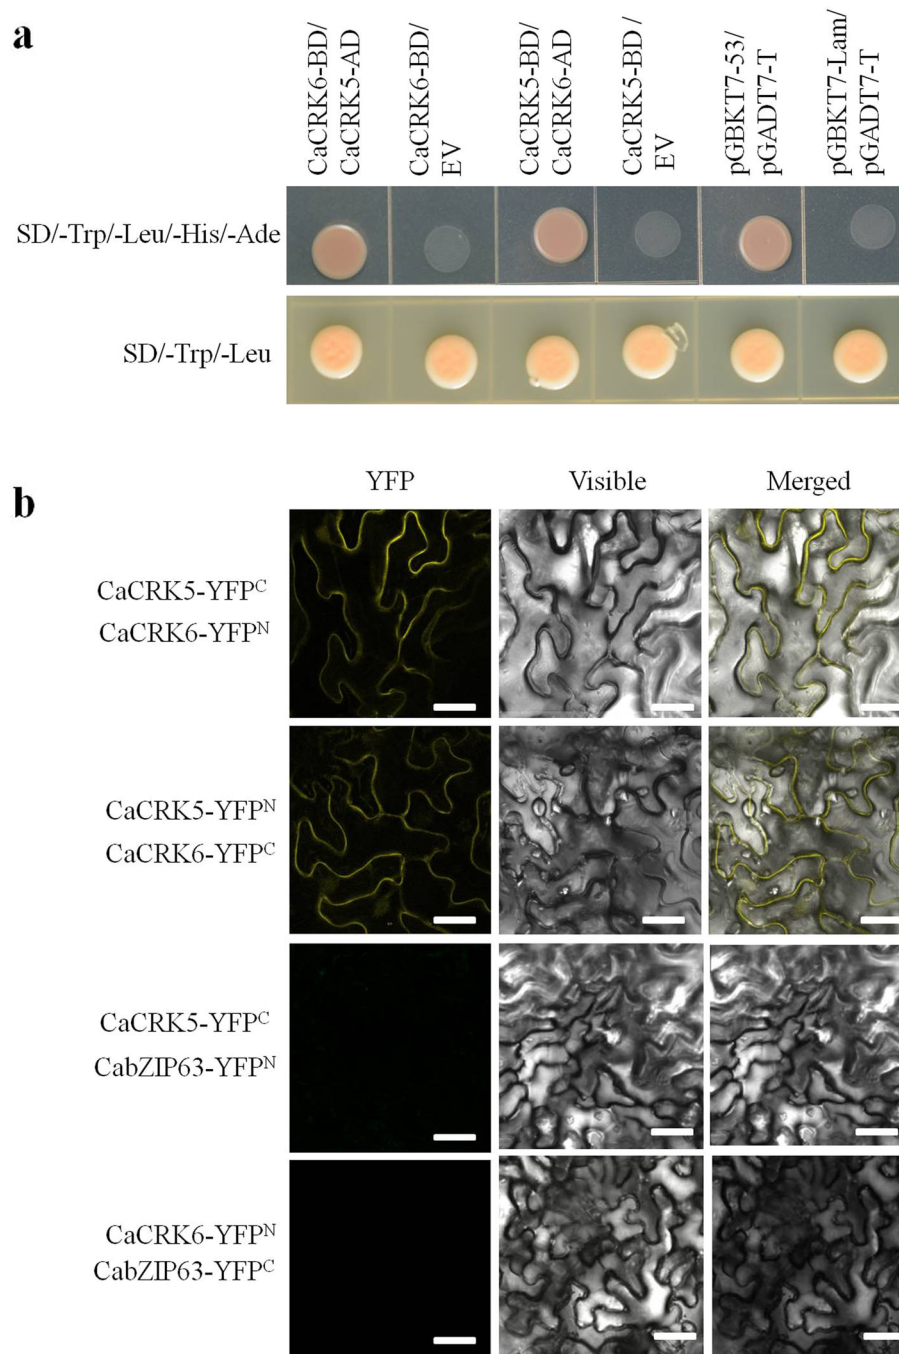 a
CaCRK6-BD/
CaCRK5-AD
CaCRK6-BD/
EV
CaCRK5-BD/
CaCRK6-AD
CaCRK5-BD /
EV
pGBKT7-53/
pGADT7-T
pGBKT7-Lam/
pGADT7-T
SD/-Trp/-Leu/-His/-Ade
SD/-Trp/-Leu
b
YFP Visible Merged
CaCRK5-YFPᶜ
CaCRK6-YFPᴺ
CaCRK5-YFPᴺ
CaCRK6-YFPᶜ
CaCRK5-YFPᶜ
CabZIP63-YFPᴺ
CaCRK6-YFPᴺ
CabZIP63-YFPᶜ